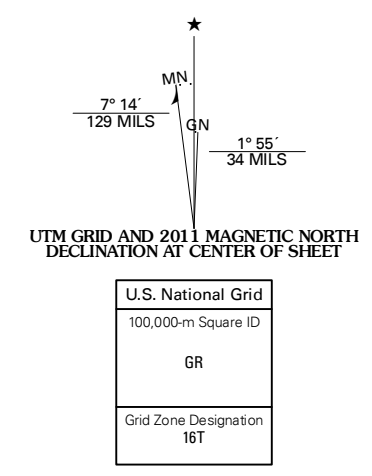 ★
MN.
7° 14´
129 MILS
GN
1° 55´
34 MILS
UTM GRID AND 2011 MAGNETIC NORTH
DECLINATION AT CENTER OF SHEET
U.S. National Grid
100,000-m Square ID
GR
Grid Zone Designation
16T